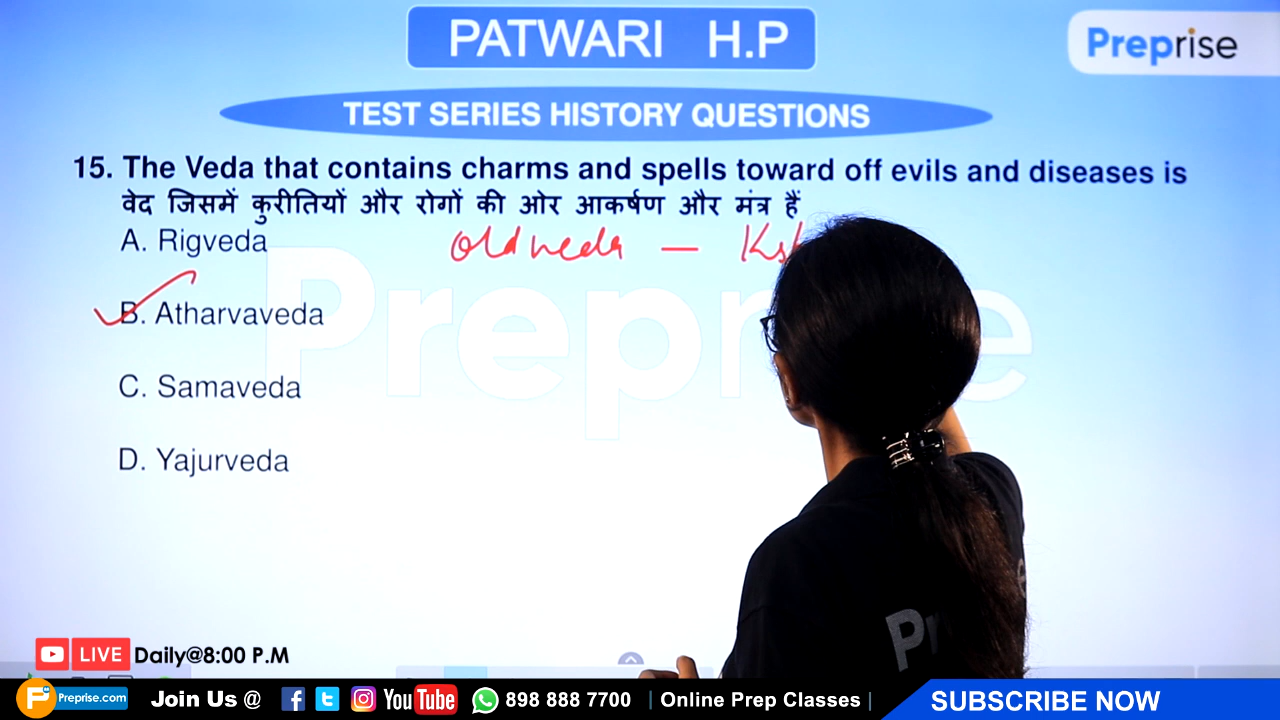 PATWARI H.P
Preprise
TEST SERIES HISTORY QUESTIONS
15. The Veda that contains charms and spells toward off evils and diseases is
वेद जिसमें कुरीतियों और रोगों की ओर आकर्षण और मंत्र हैं
A. Rigveda
Old veda —
B. Atharvaveda
C. Samaveda
D. Yajurveda
LIVE Daily@8:00 P.M
Preprise.com Join Us @ YouTube 898 888 7700 | Online Prep Classes | SUBSCRIBE NOW